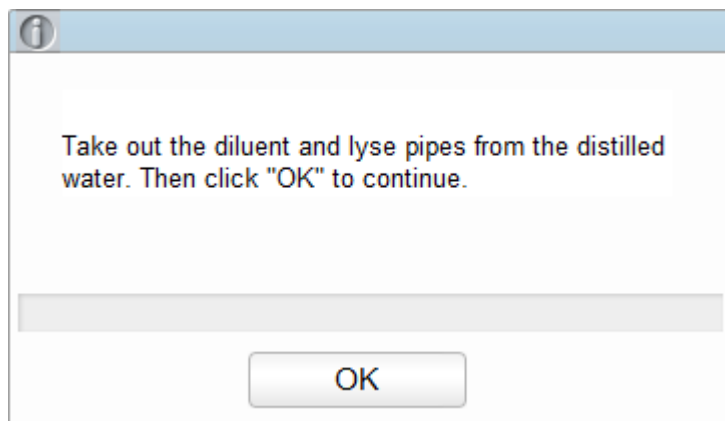 Take out the diluent and lyse pipes from the distilled
water. Then click "OK" to continue.
OK